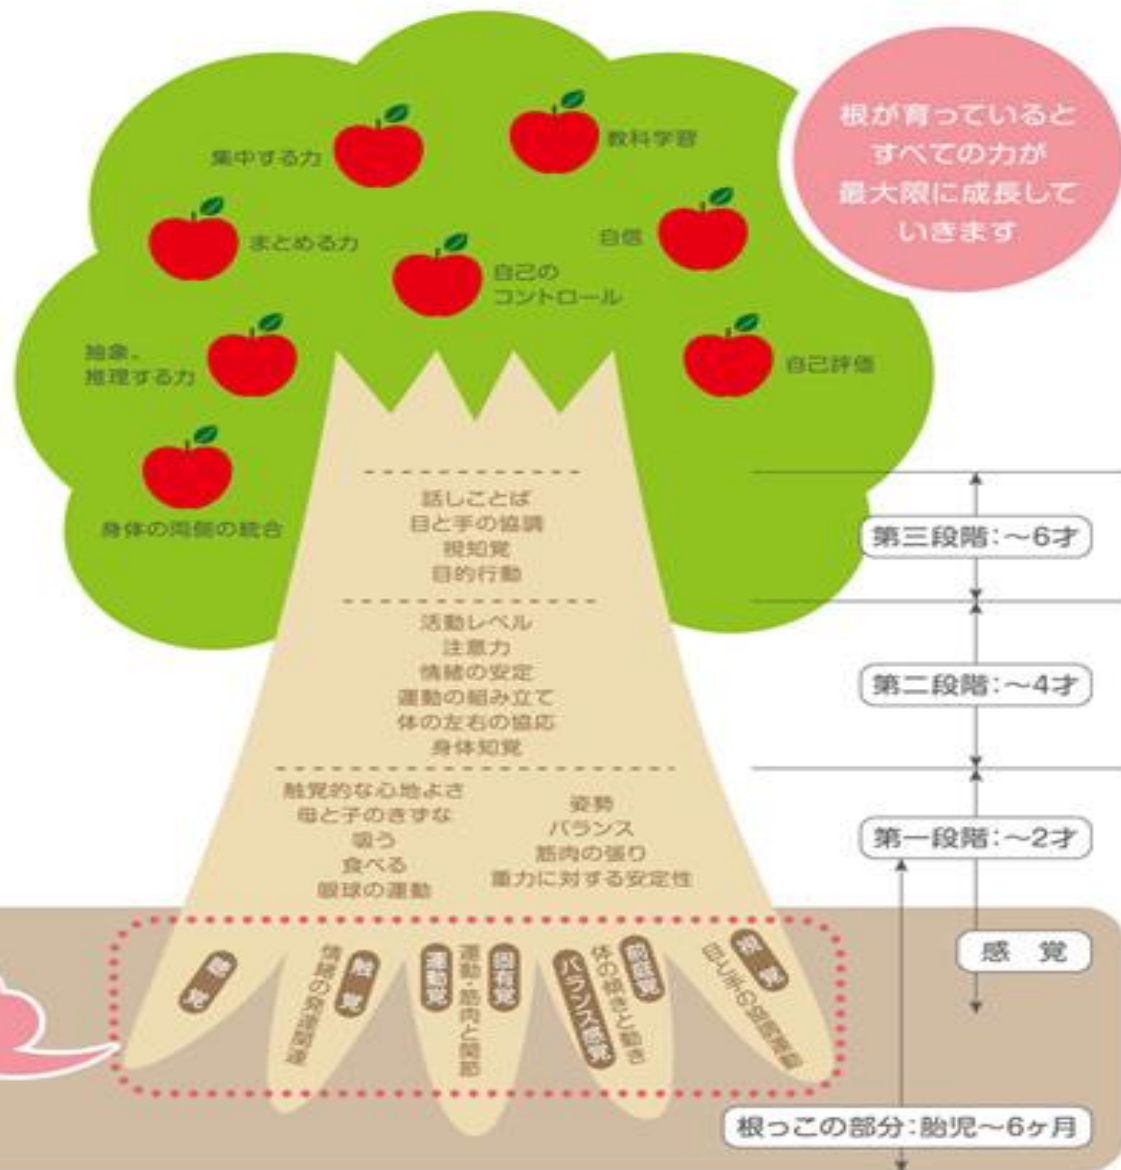 根が育っていると
すべての力が
最大限に成長して
いきます
集中する力
教科学習
まとめる力
自信
自己の
コントロール
抽象、
推理する力
自己評価
身体の両側の統合
話しことば
目と手の協調
視知覚
目的行動
第三段階:～6才
活動レベル
注意力
情緒の安定
運動の組み立て
体の左右の協応
身体知覚
第二段階:～4才
触覚的な心地よさ
母と子のきずな
吸う
食べる
眼球の運動
姿勢
バランス
筋肉の張り
重力に対する安定性
第一段階:～2才
聴覚
触覚
情緒の発達関連
固有覚
運動・筋肉と関節
運動覚
前庭覚
体の傾きと動き
バランス感覚
視覚
感覚
根っこの部分:胎児～6ヶ月